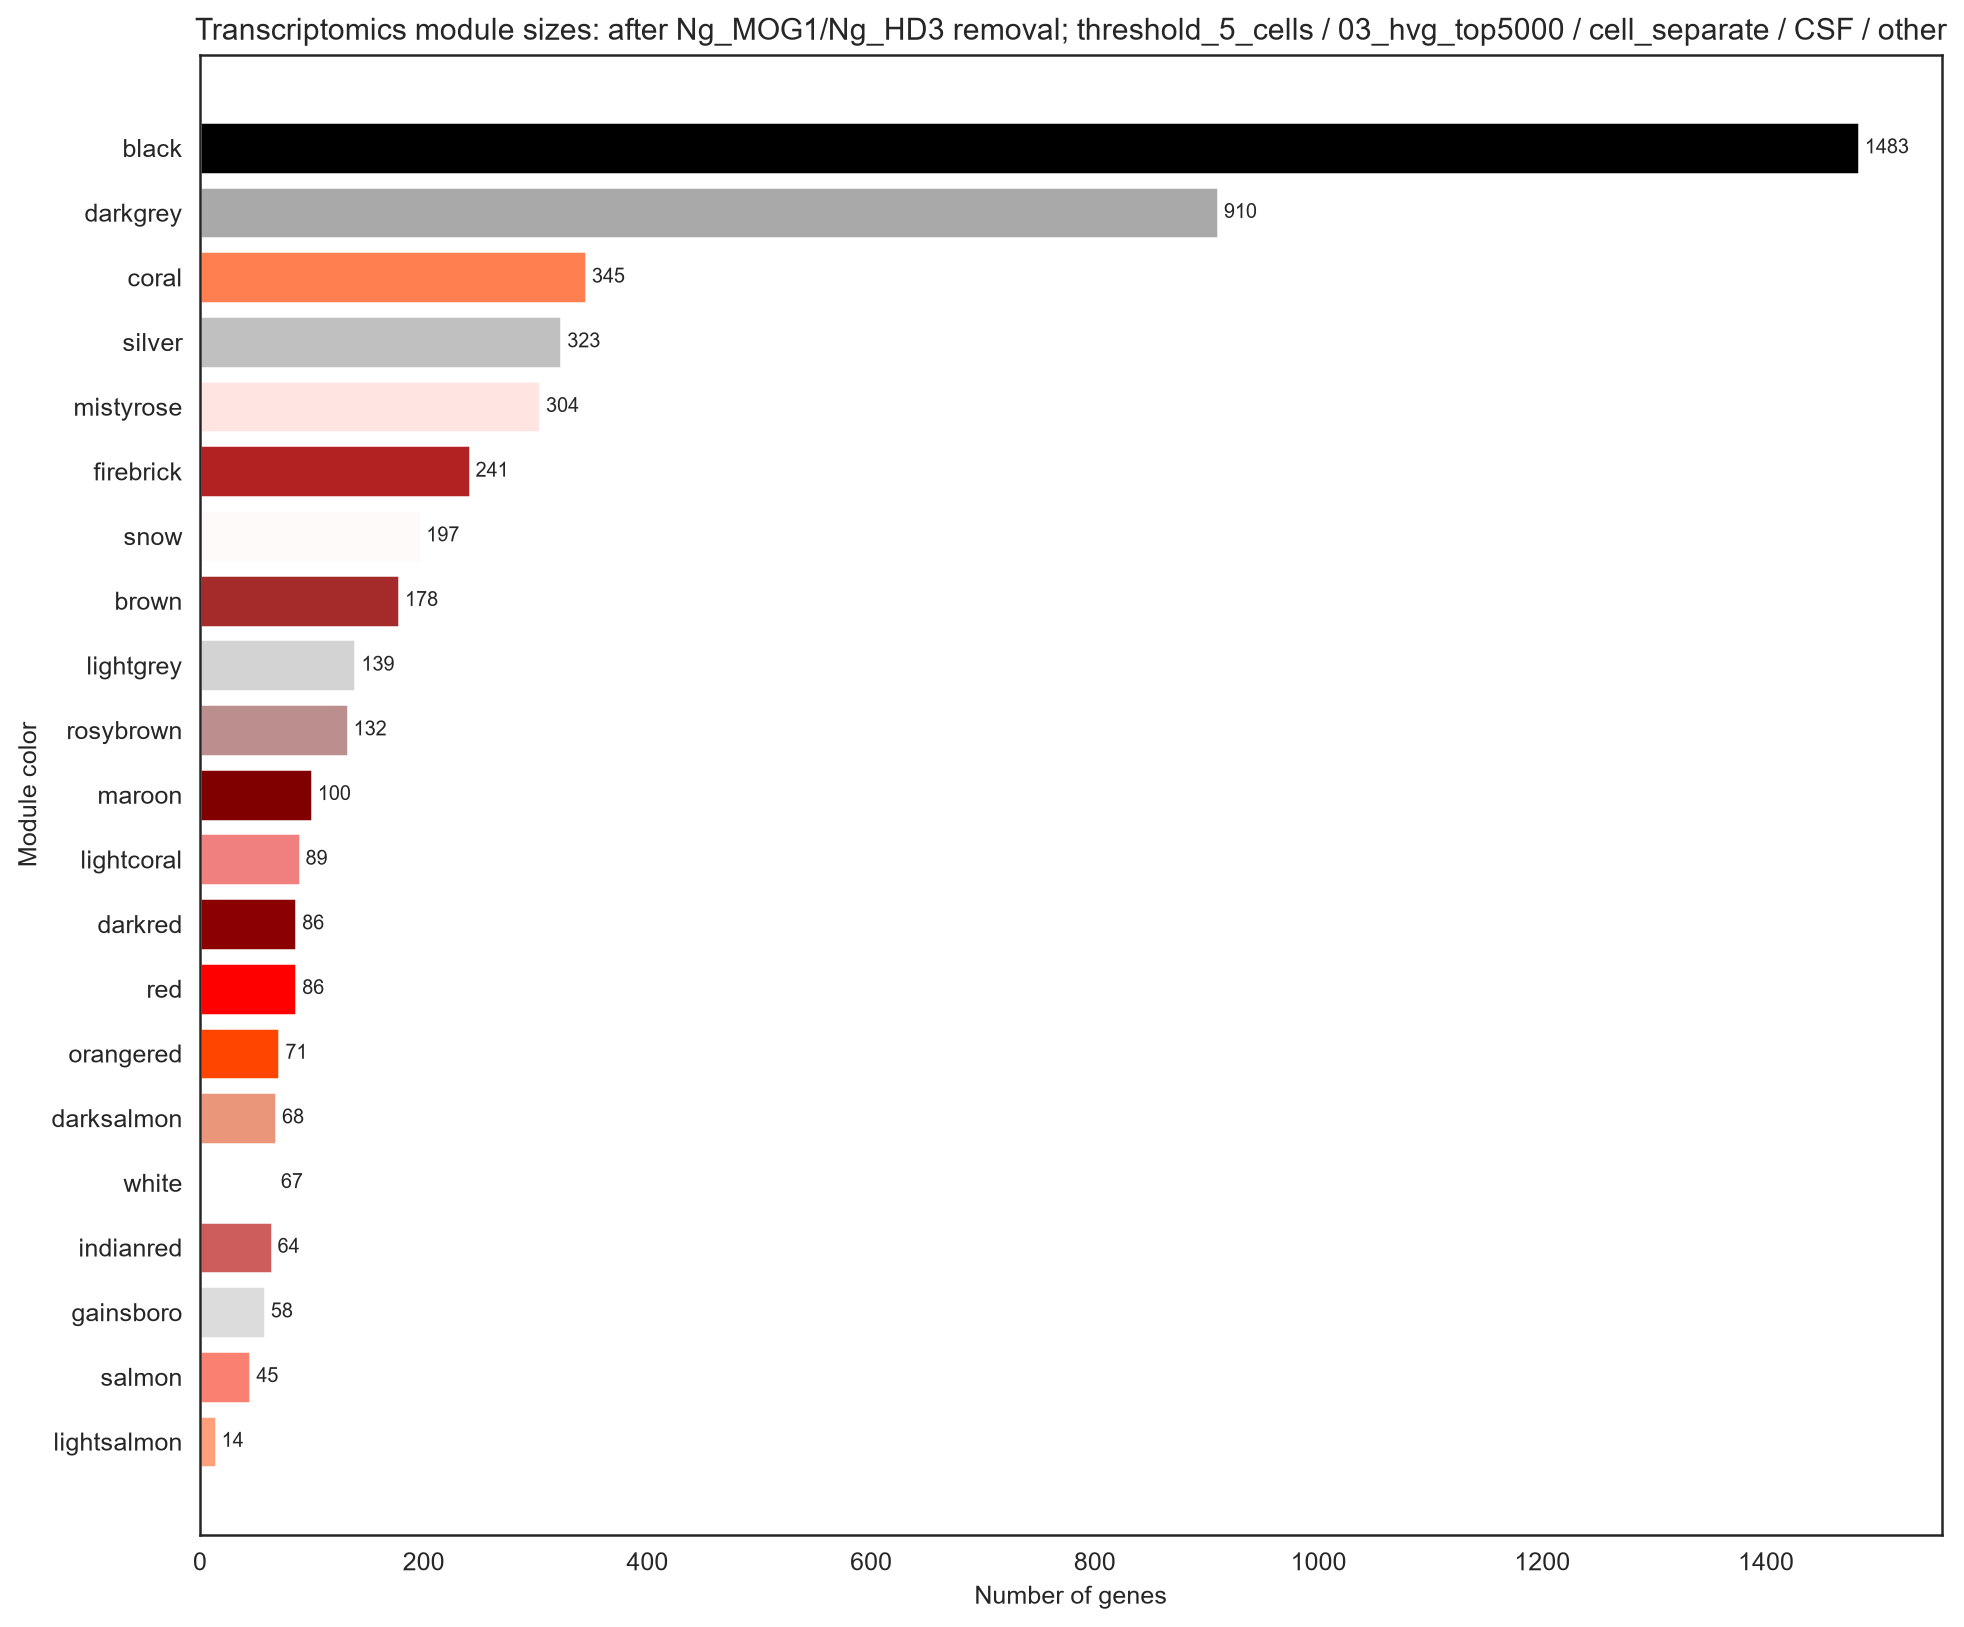 Transcriptomics module sizes: after Ng_MOG1/Ng_HD3 removal; threshold_5_cells / 03_hvg_top5000 / cell_separate / CSF / other
black 1483
darkgrey 910
coral 345
silver 323
mistyrose 304
firebrick 241
snow 197
brown 178
lightgrey 139
rosybrown 132
maroon 100
lightcoral 89
darkred 86
red 86
orangered 71
darksalmon 68
white 67
indianred 64
gainsboro 58
salmon 45
lightsalmon 14
Module color
0 200 400 600 800 1000 1200 1400
Number of genes